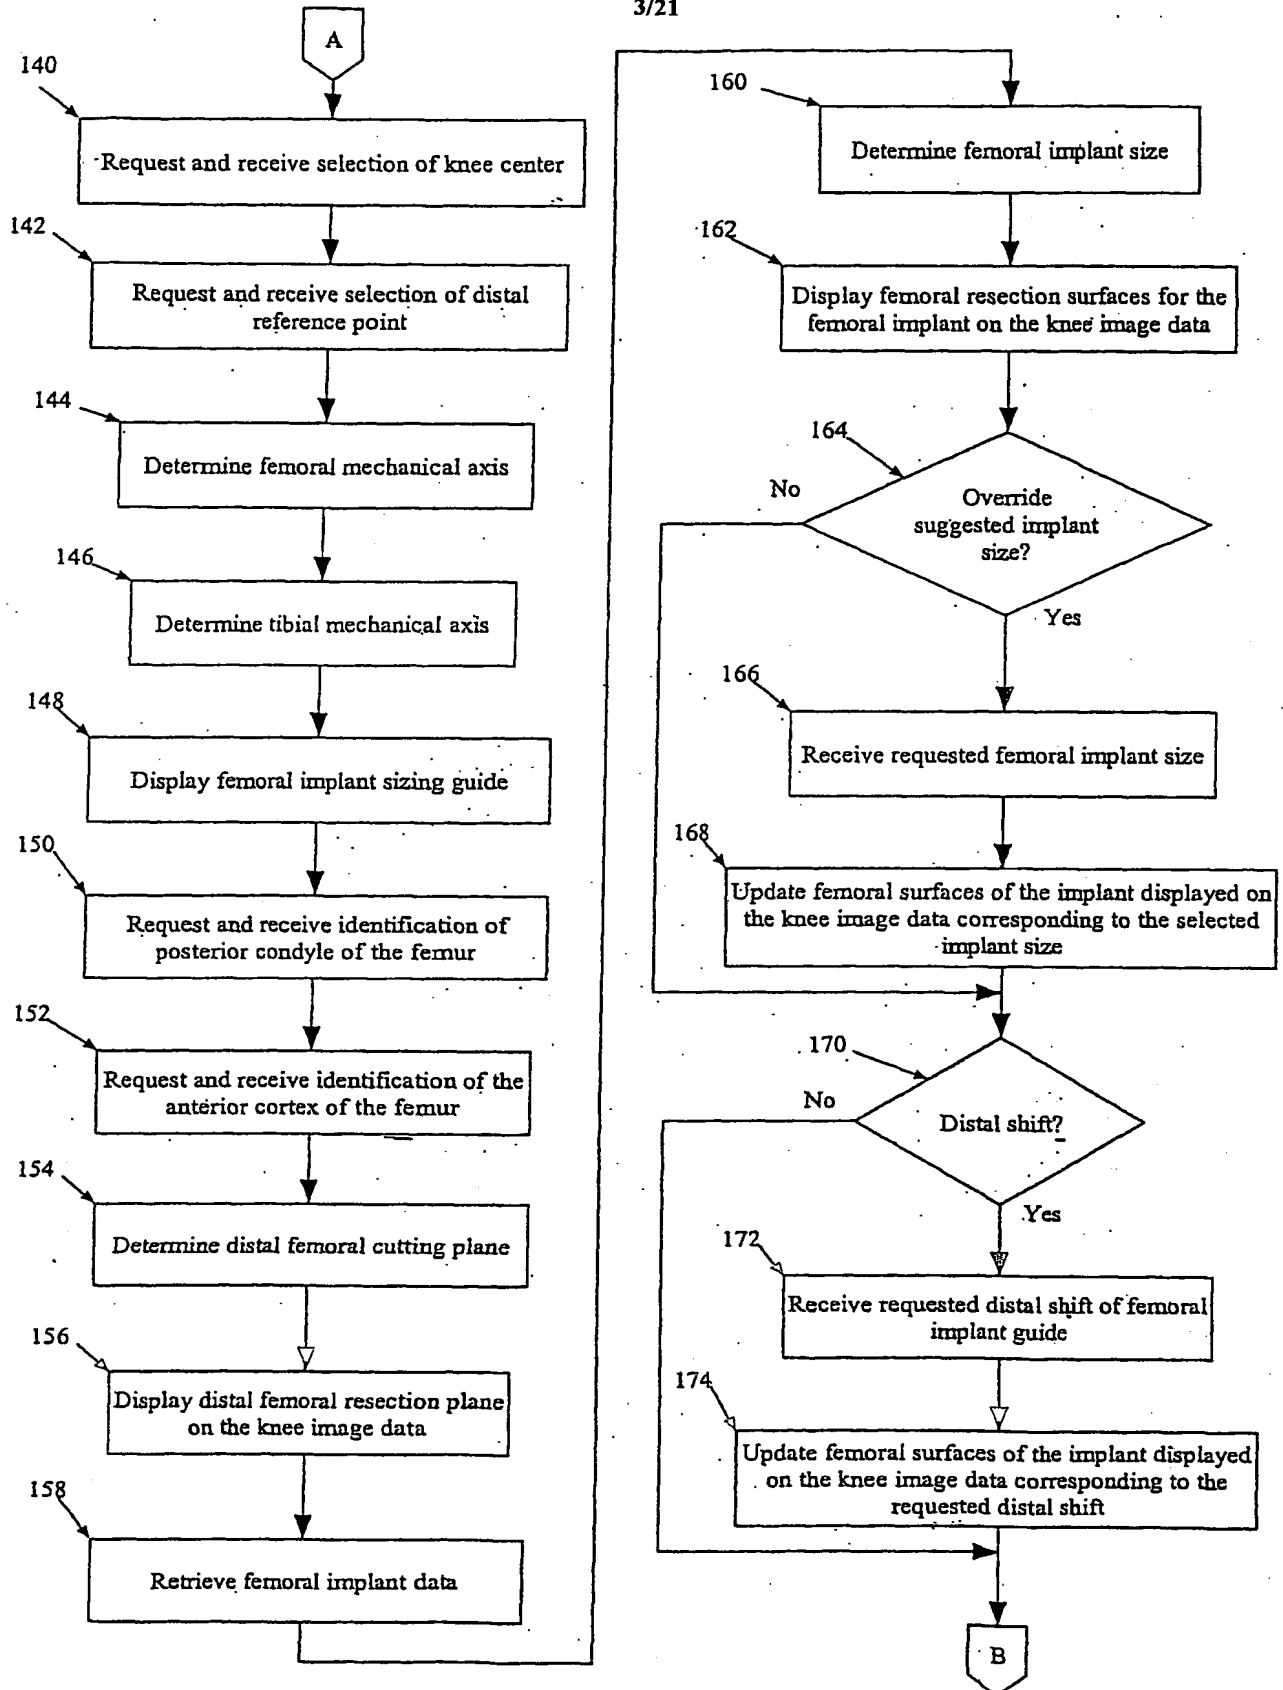 3/21
A
140
Request and receive selection of knee center
142
Request and receive selection of distal
reference point
144
Determine femoral mechanical axis
146
Determine tibial mechanical axis
148
Display femoral implant sizing guide
150
Request and receive identification of
posterior condyle of the femur
152
Request and receive identification of the
anterior cortex of the femur
154
Determine distal femoral cutting plane
156
Display distal femoral resection plane
on the knee image data
158
Retrieve femoral implant data
160
Determine femoral implant size
162
Display femoral resection surfaces for the
femoral implant on the knee image data
164
No
Override
suggested implant
size?
Yes
166
Receive requested femoral implant size
168
Update femoral surfaces of the implant displayed on
the knee image data corresponding to the selected
implant size
170
No
Distal shift?
Yes
172
Receive requested distal shift of femoral
implant guide
174
Update femoral surfaces of the implant displayed
on the knee image data corresponding to the
requested distal shift
B